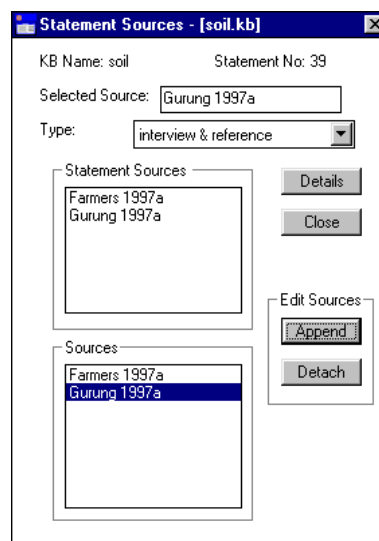 Statement Sources - [soil.kb]
KB Name: soil Statement No: 39
Selected Source: Gurung 1997a
Type: interview & reference
Statement Sources
Farmers 1997a
Gurung 1997a
Details
Close
Edit Sources
Append
Detach
Sources
Farmers 1997a
Gurung 1997a